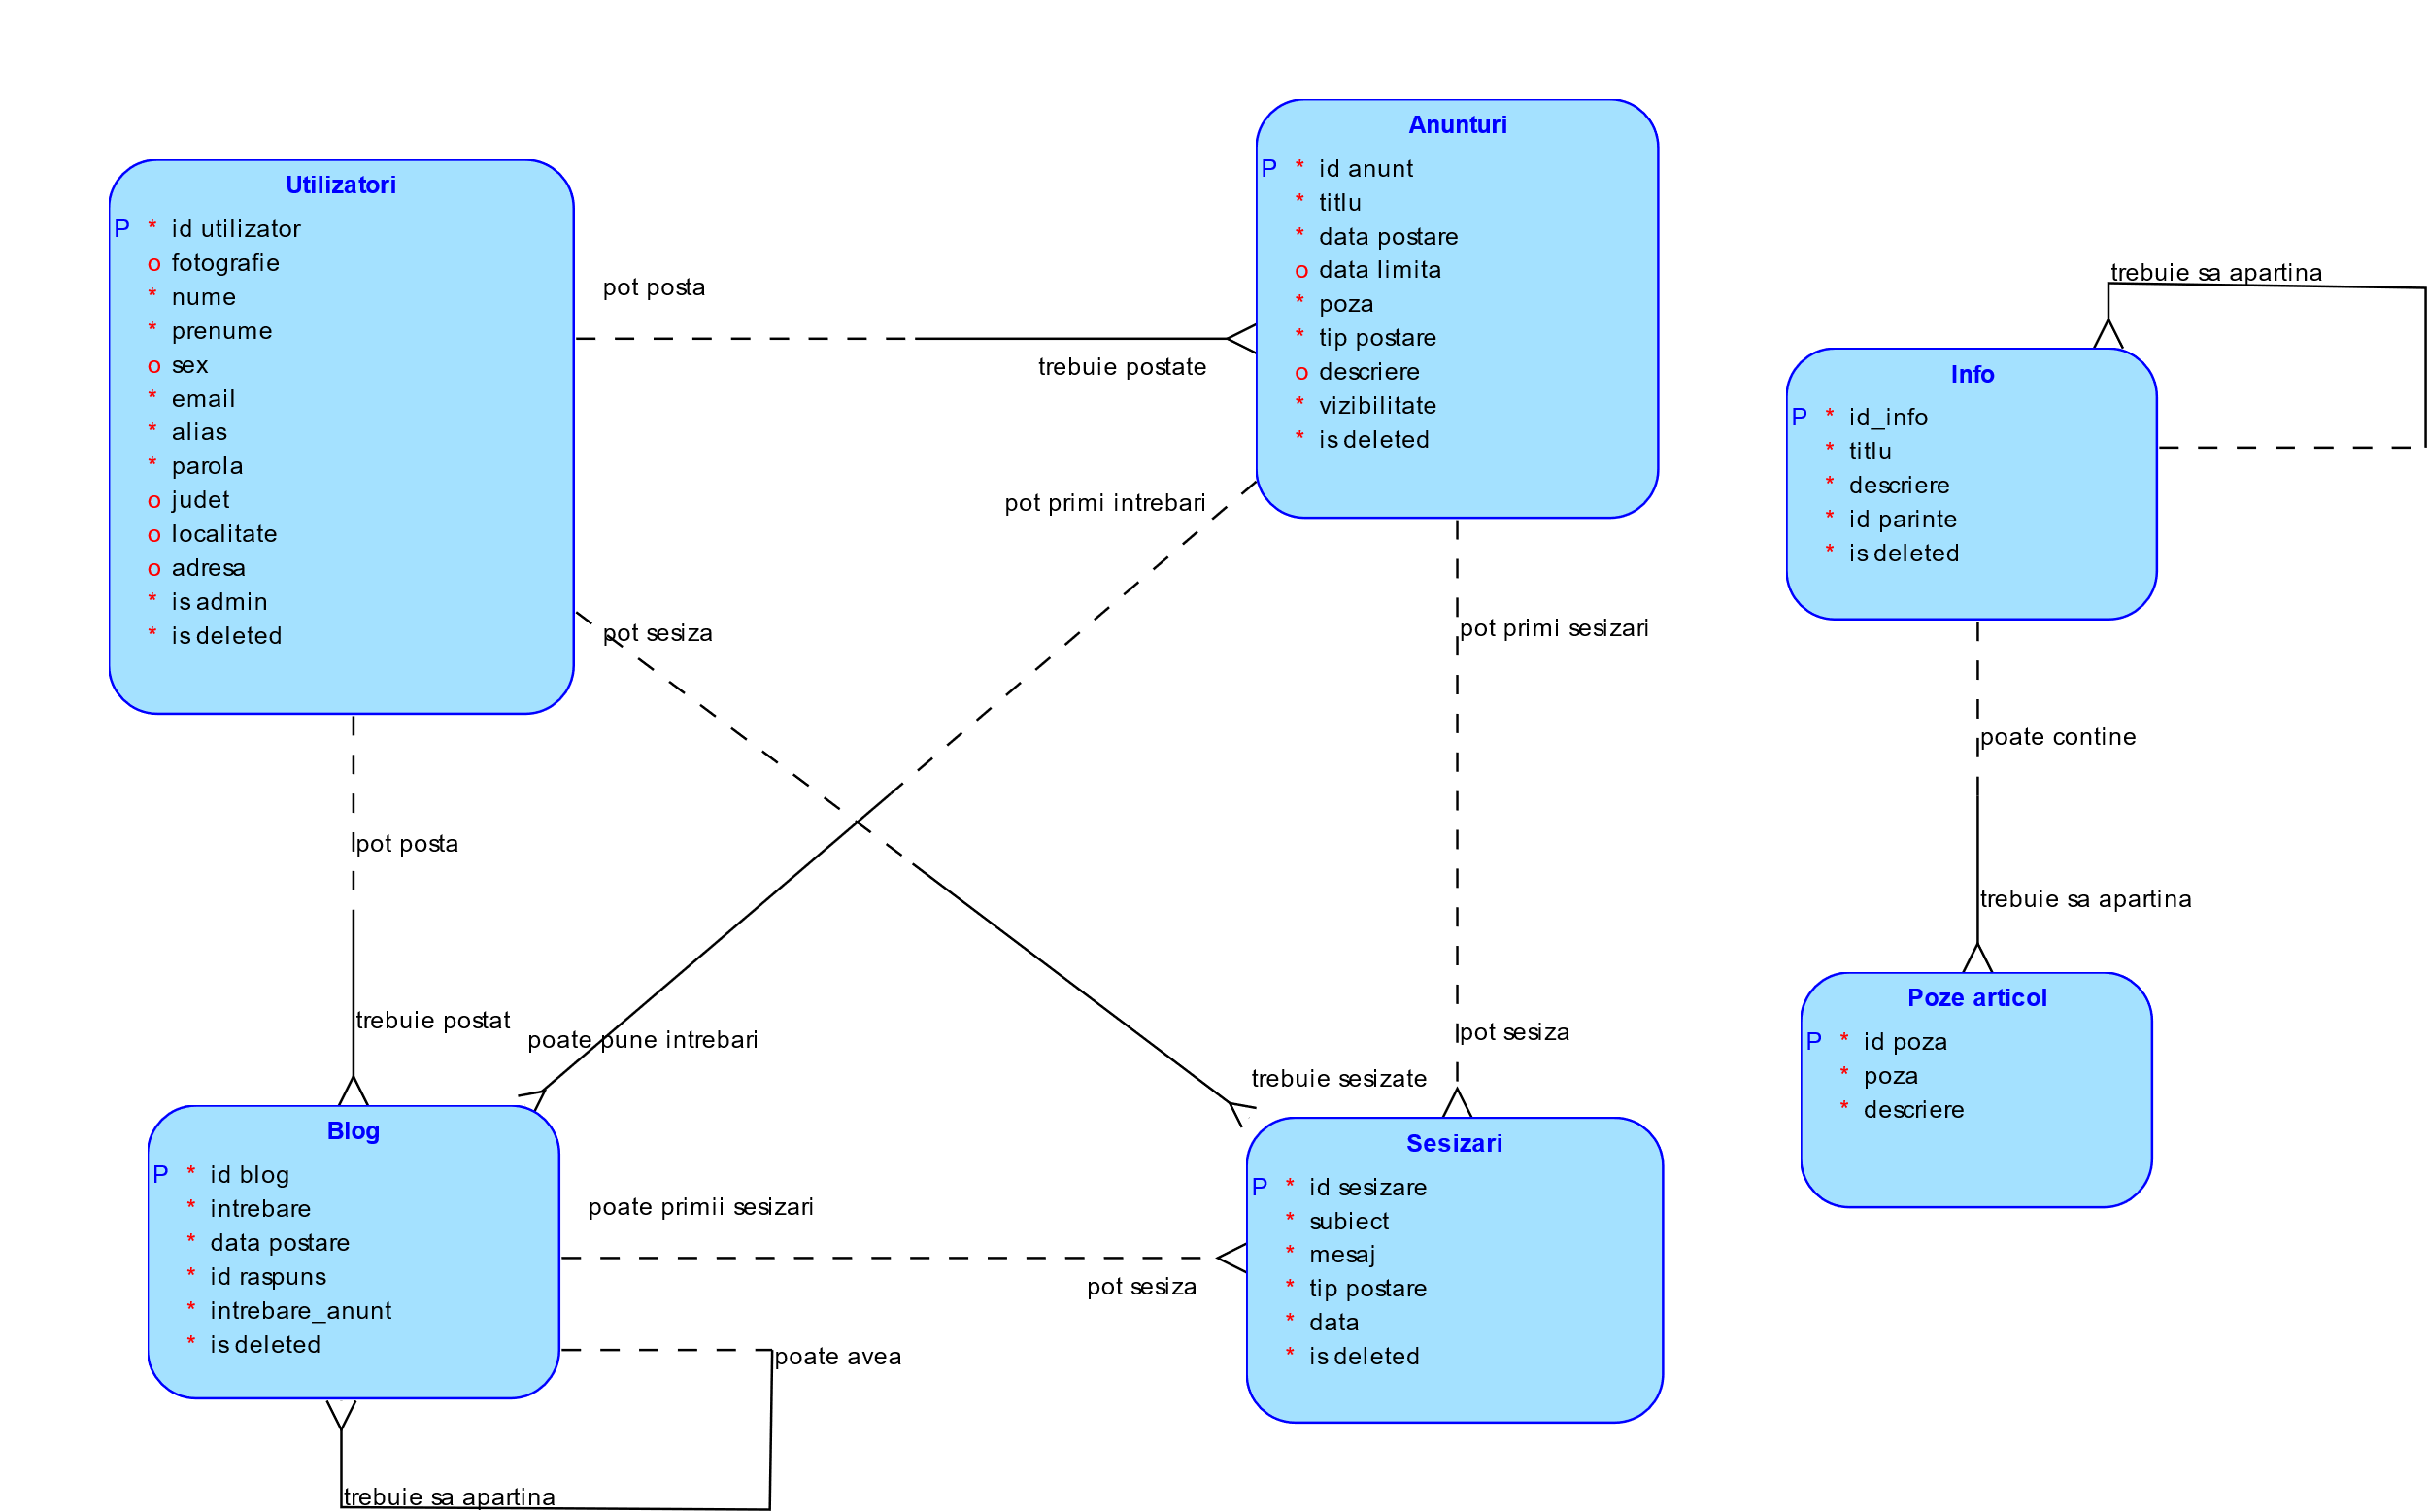 Utilizatori
P * id utilizator
o fotografie
* nume
* prenume
o sex
* email
* alias
* parola
o judet
o localitate
o adresa
* is admin
* is deleted
pot posta
trebuie postate
Anunturi
P * id anunt
* titlu
* data postare
o data limita
* poza
* tip postare
o descriere
* vizibilitate
* is deleted
trebuie sa apartina
Info
P * id_info
* titlu
* descriere
* id parinte
* is deleted
pot primi intrebari
pot sesiza
pot primi sesizari
poate contine
pot posta
trebuie sa apartina
trebuie postat
poate pune intrebari
pot sesiza
trebuie sesizate
Poze articol
P * id poza
* poza
* descriere
Blog
P * id blog
* intrebare
* data postare
* id raspuns
* intrebare_anunt
* is deleted
poate primii sesizari
pot sesiza
Sesizari
P * id sesizare
* subiect
* mesaj
* tip postare
* data
* is deleted
poate avea
trebuie sa apartina